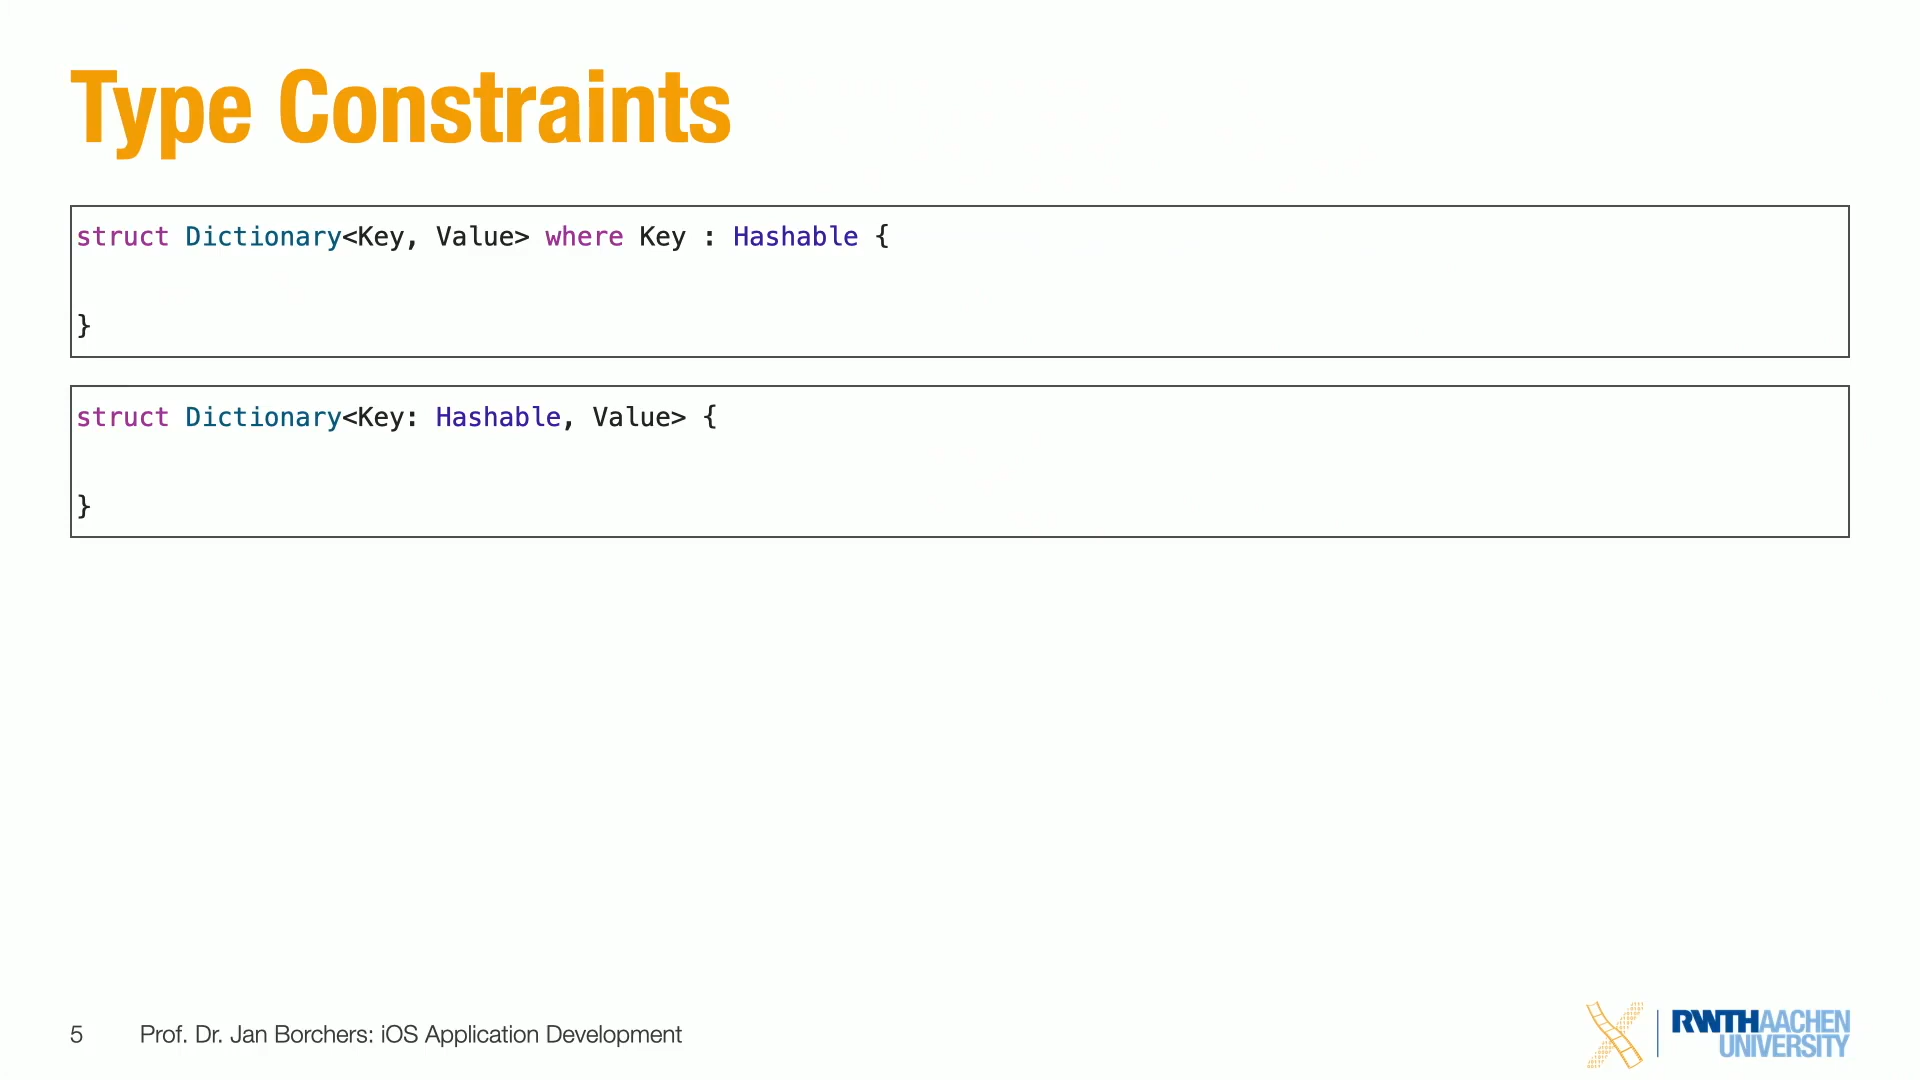 Type Constraints
struct Dictionary<Key, Value> where Key : Hashable {
}
struct Dictionary<Key: Hashable, Value> {
}
5 Prof. Dr. Jan Borchers: iOS Application Development
RWTHAACHEN
UNIVERSITY